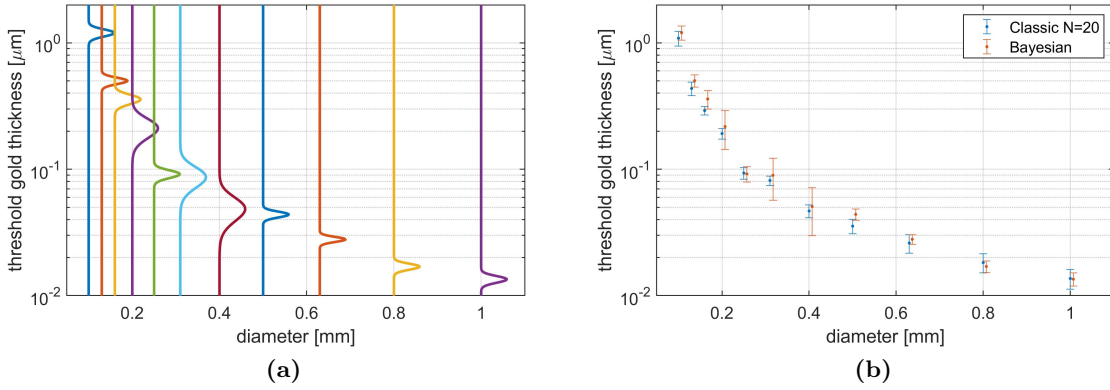 threshold gold thickness [μm]
10⁰
10⁻¹
10⁻²
0.2 0.4 0.6 0.8 1
diameter [mm]
(a)
threshold gold thickness [μm]
10⁰
10⁻¹
10⁻²
0.2 0.4 0.6 0.8 1
diameter [mm]
Classic N=20
Bayesian
(b)